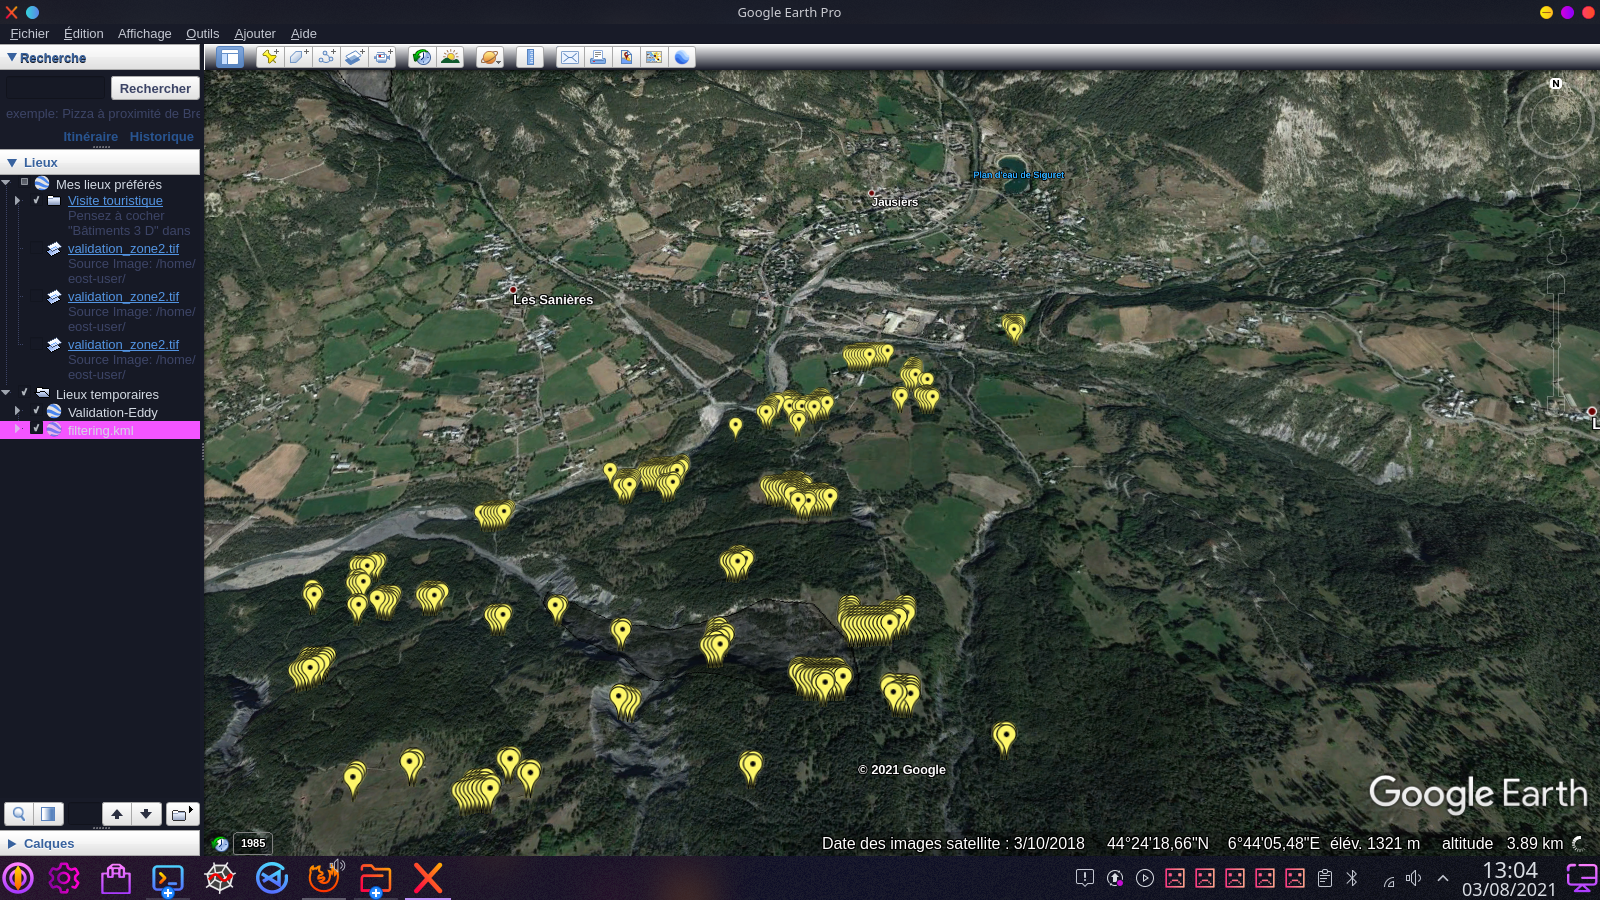 Google Earth Pro
Fichier Édition Affichage Outils Ajouter Aide
Recherche
Rechercher
exemple: Pizza à proximité de Bre
Itinéraire Historique
Lieux
Mes lieux préférés
Visite touristique
Pensez à cocher
"Bâtiments 3 D" dans
validation_zone2.tif
Source Image: /home/
eost-user/
validation_zone2.tif
Source Image: /home/
eost-user/
validation_zone2.tif
Source Image: /home/
eost-user/
Lieux temporaires
Validation-Eddy
filtering.kml
Calques
N
Plan d'eau de Siguret
Jausiers
Les Sanières
L
© 2021 Google
Google Earth
1985
Date des images satellite : 3/10/2018 44°24'18,66"N 6°44'05,48"E élév. 1321 m altitude 3.89 km
13:04
03/08/2021